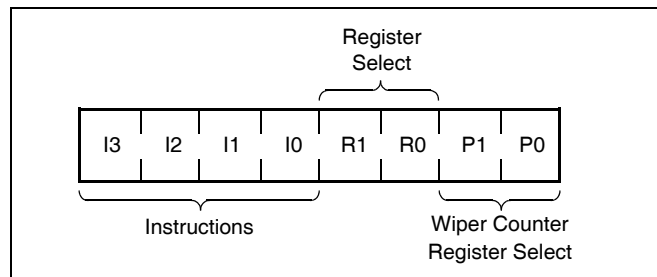 Register
Select
I3 I2 I1 I0 R1 R0 P1 P0
Instructions
Wiper Counter
Register Select